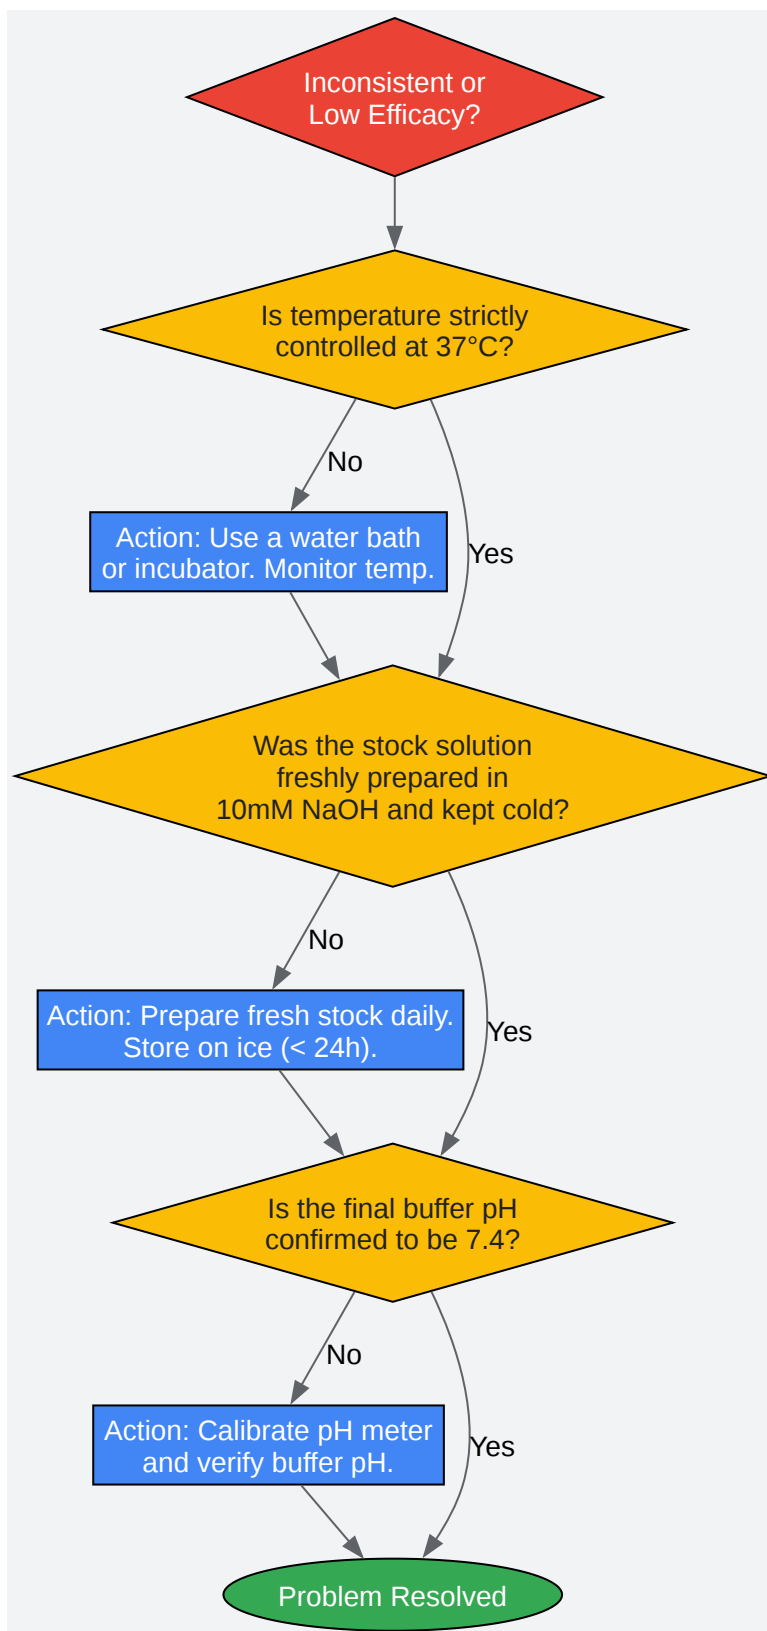 Inconsistent or
Low Efficacy?
Is temperature strictly
controlled at 37°C?
No
Action: Use a water bath
or incubator. Monitor temp.
Yes
Was the stock solution
freshly prepared in
10mM NaOH and kept cold?
No
Action: Prepare fresh stock daily.
Store on ice (< 24h).
Yes
Is the final buffer pH
confirmed to be 7.4?
No
Action: Calibrate pH meter
and verify buffer pH.
Yes
Problem Resolved